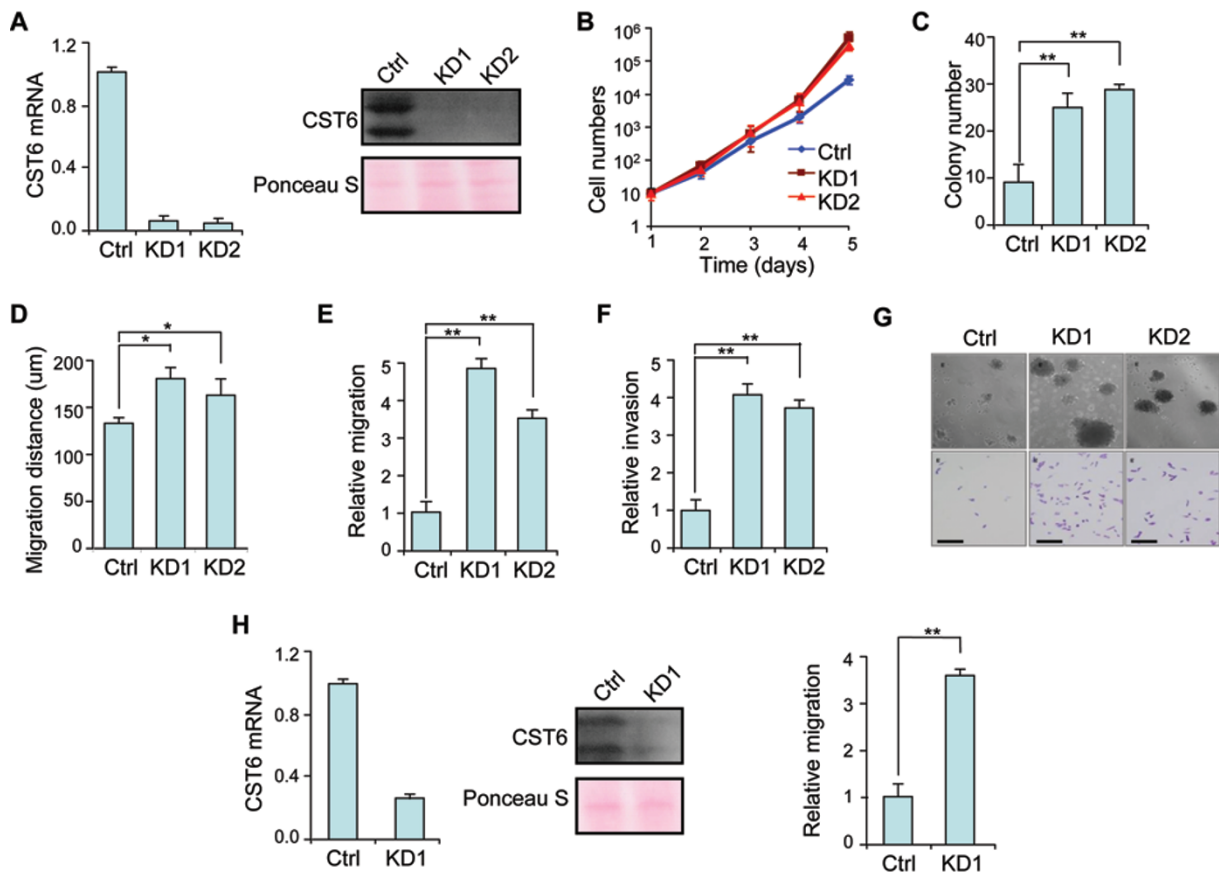 A
CST6 mRNA
1.2
0.8
0.4
0.0
Ctrl KD1 KD2
Ctrl KD1 KD2
CST6
Ponceau S
B
Cell numbers
10⁶
10⁵
10⁴
10³
10²
10
1
Ctrl
KD1
KD2
1 2 3 4 5
Time (days)
C
Colony number
40
30
20
10
0
** **
Ctrl KD1 KD2
D
Migration distance (um)
200
150
100
50
0
* *
Ctrl KD1 KD2
E
Relative migration
5
4
3
2
1
0
** **
Ctrl KD1 KD2
F
Relative invasion
5
4
3
2
1
0
** **
Ctrl KD1 KD2
G
Ctrl KD1 KD2
H
CST6 mRNA
1.2
0.8
0.4
0.0
Ctrl KD1
Ctrl KD1
CST6
Ponceau S
Relative migration
4
3
2
1
0
**
Ctrl KD1